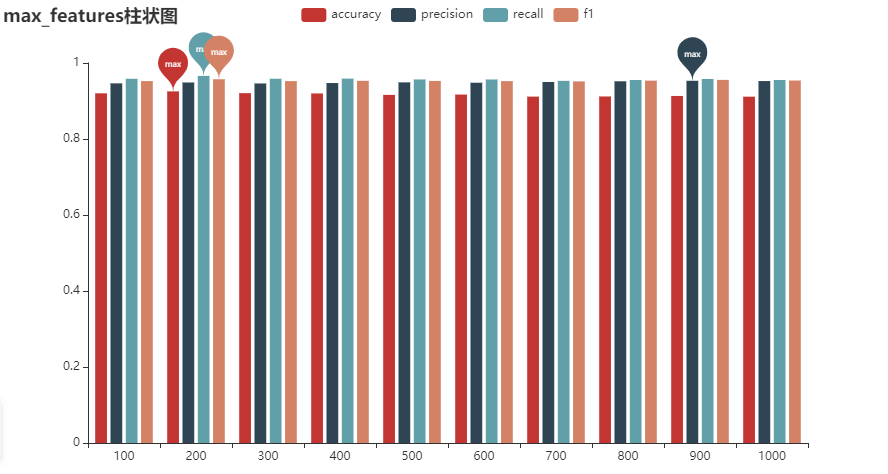 max_features柱状图
accuracy precision recall f1
max max max
max
1
0.8
0.6
0.4
0.2
0
100 200 300 400 500 600 700 800 900 1000